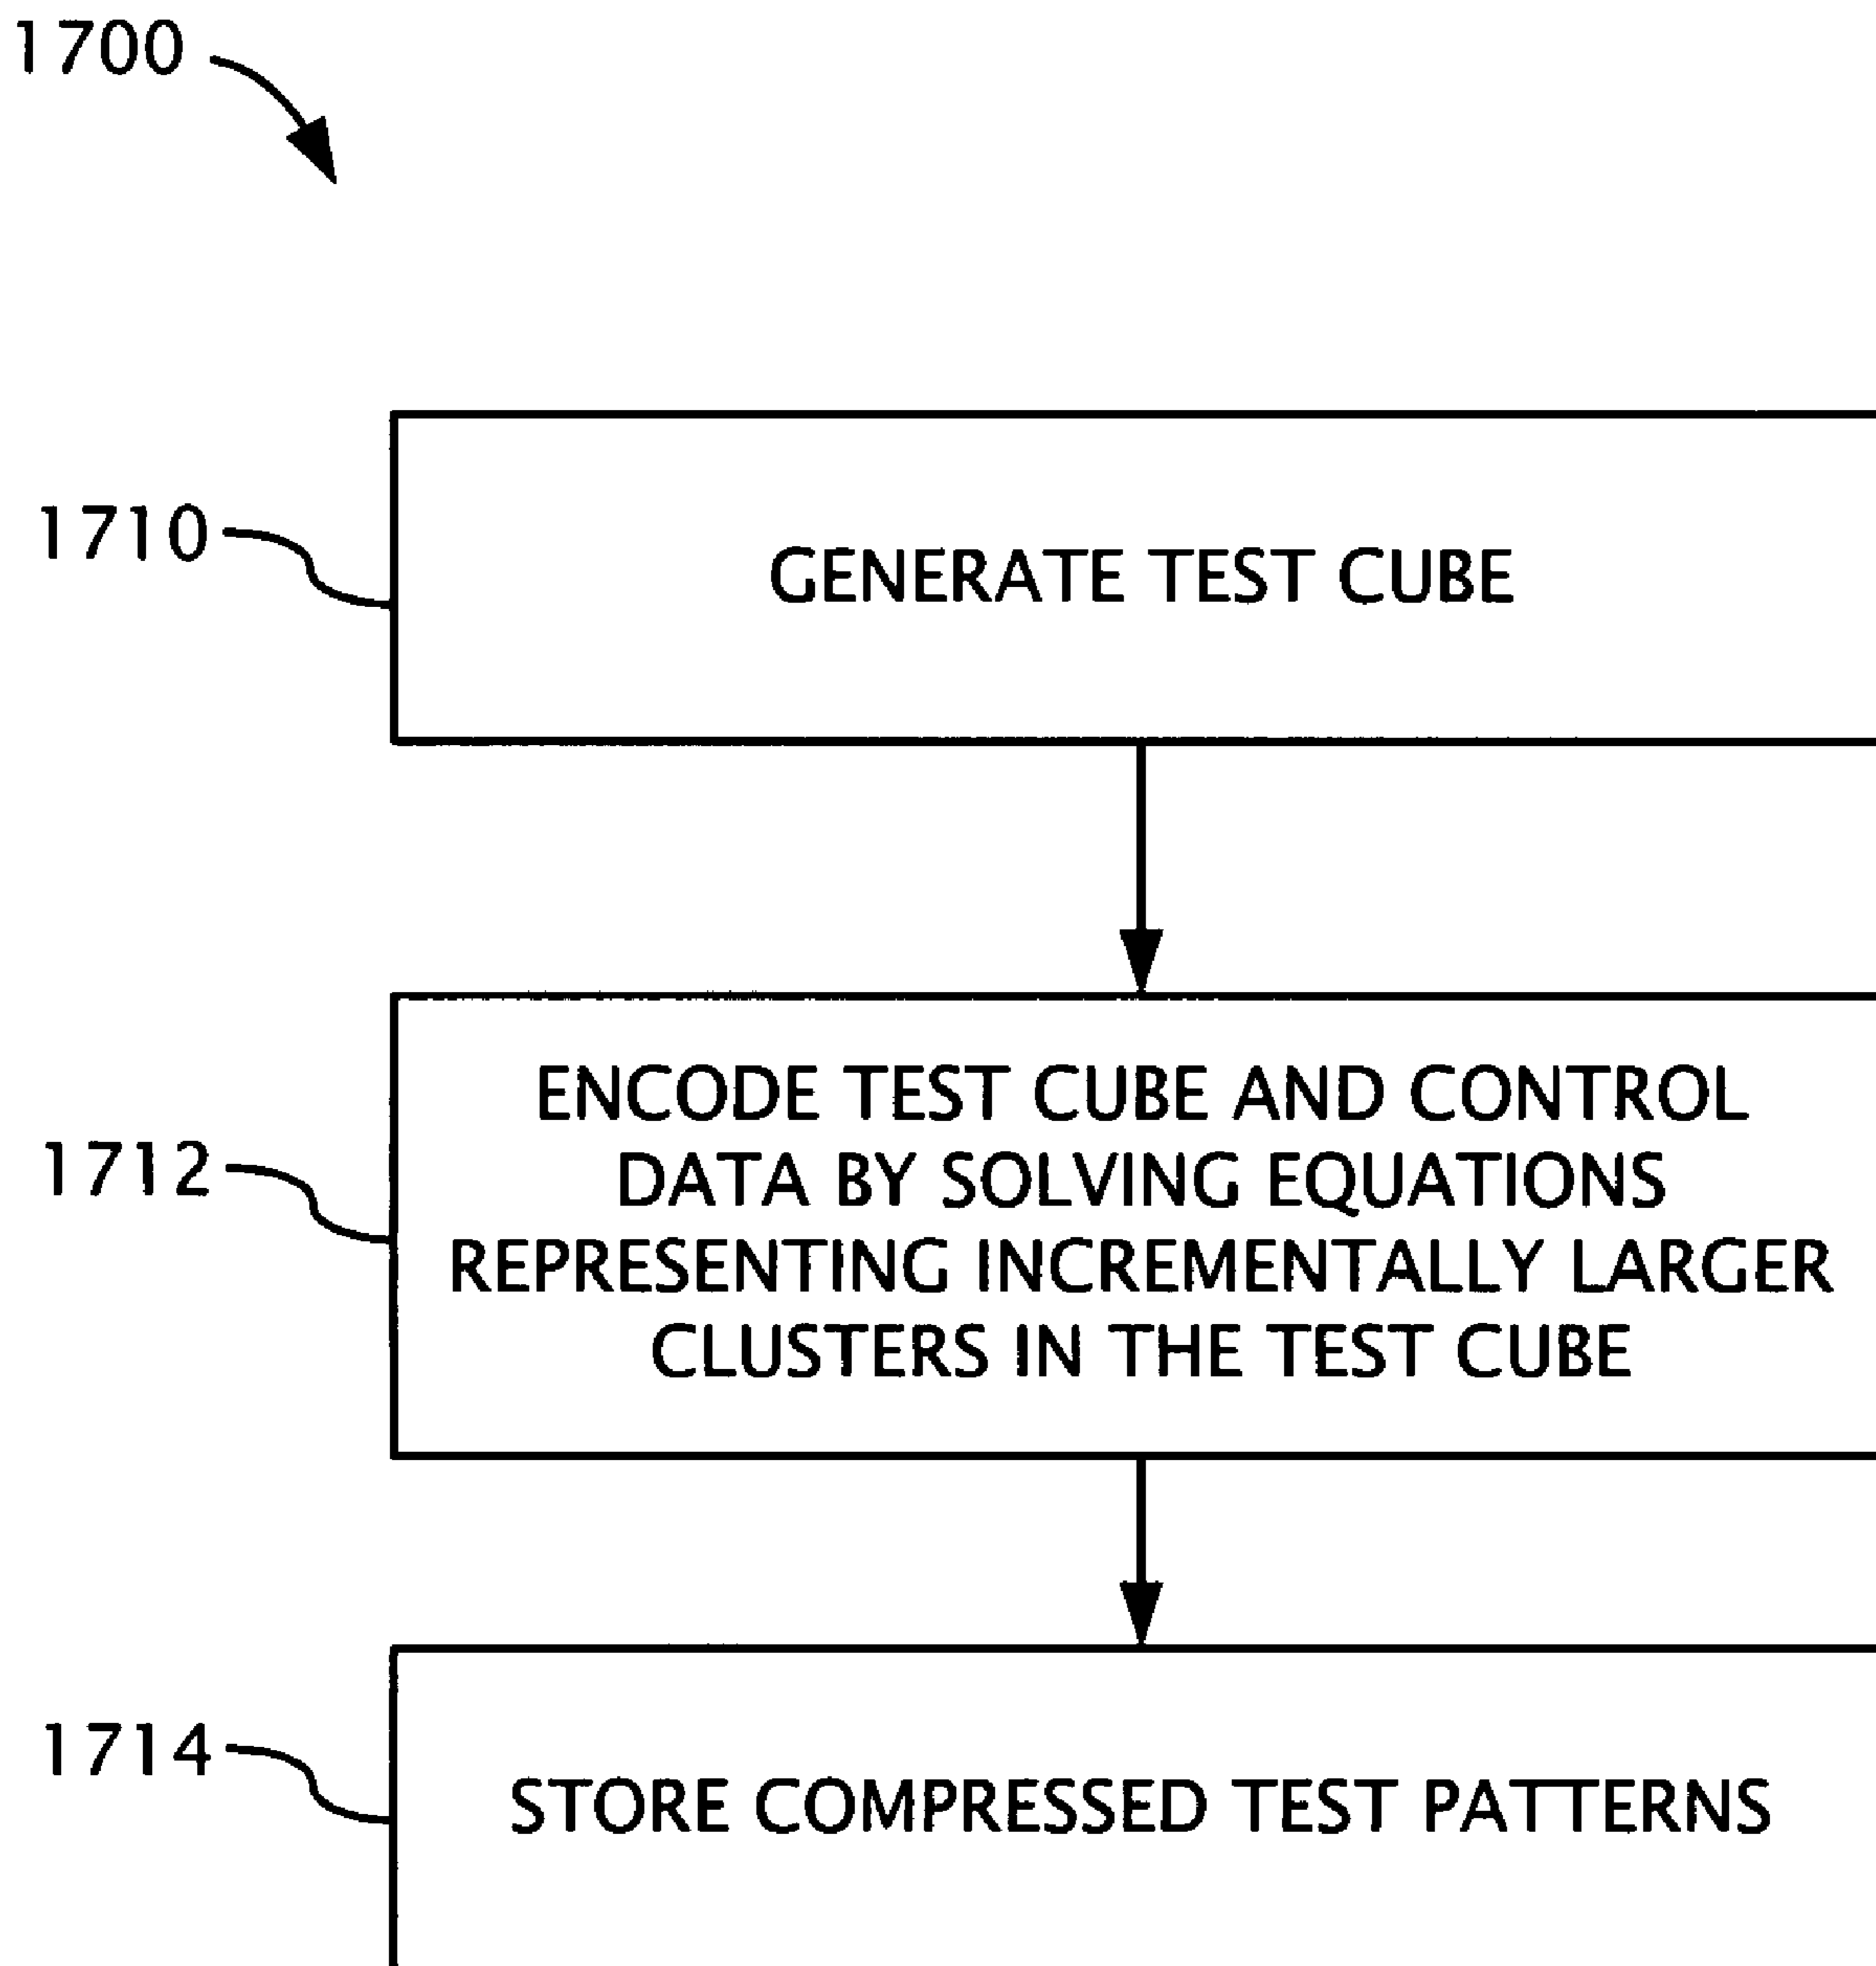 1700
1710
GENERATE TEST CUBE
1712
ENCODE TEST CUBE AND CONTROL
DATA BY SOLVING EQUATIONS
REPRESENTING INCREMENTALLY LARGER
CLUSTERS IN THE TEST CUBE
1714
STORE COMPRESSED TEST PATTERNS